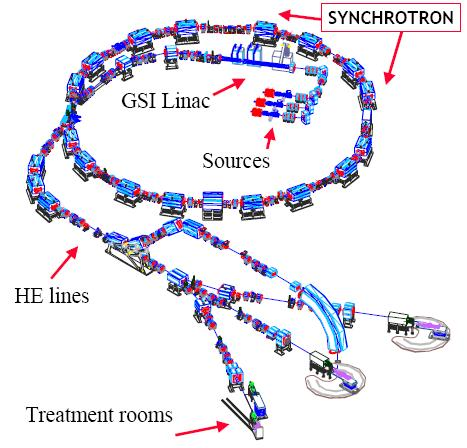 SYNCHROTRON
GSI Linac
Sources
HE lines
Treatment rooms